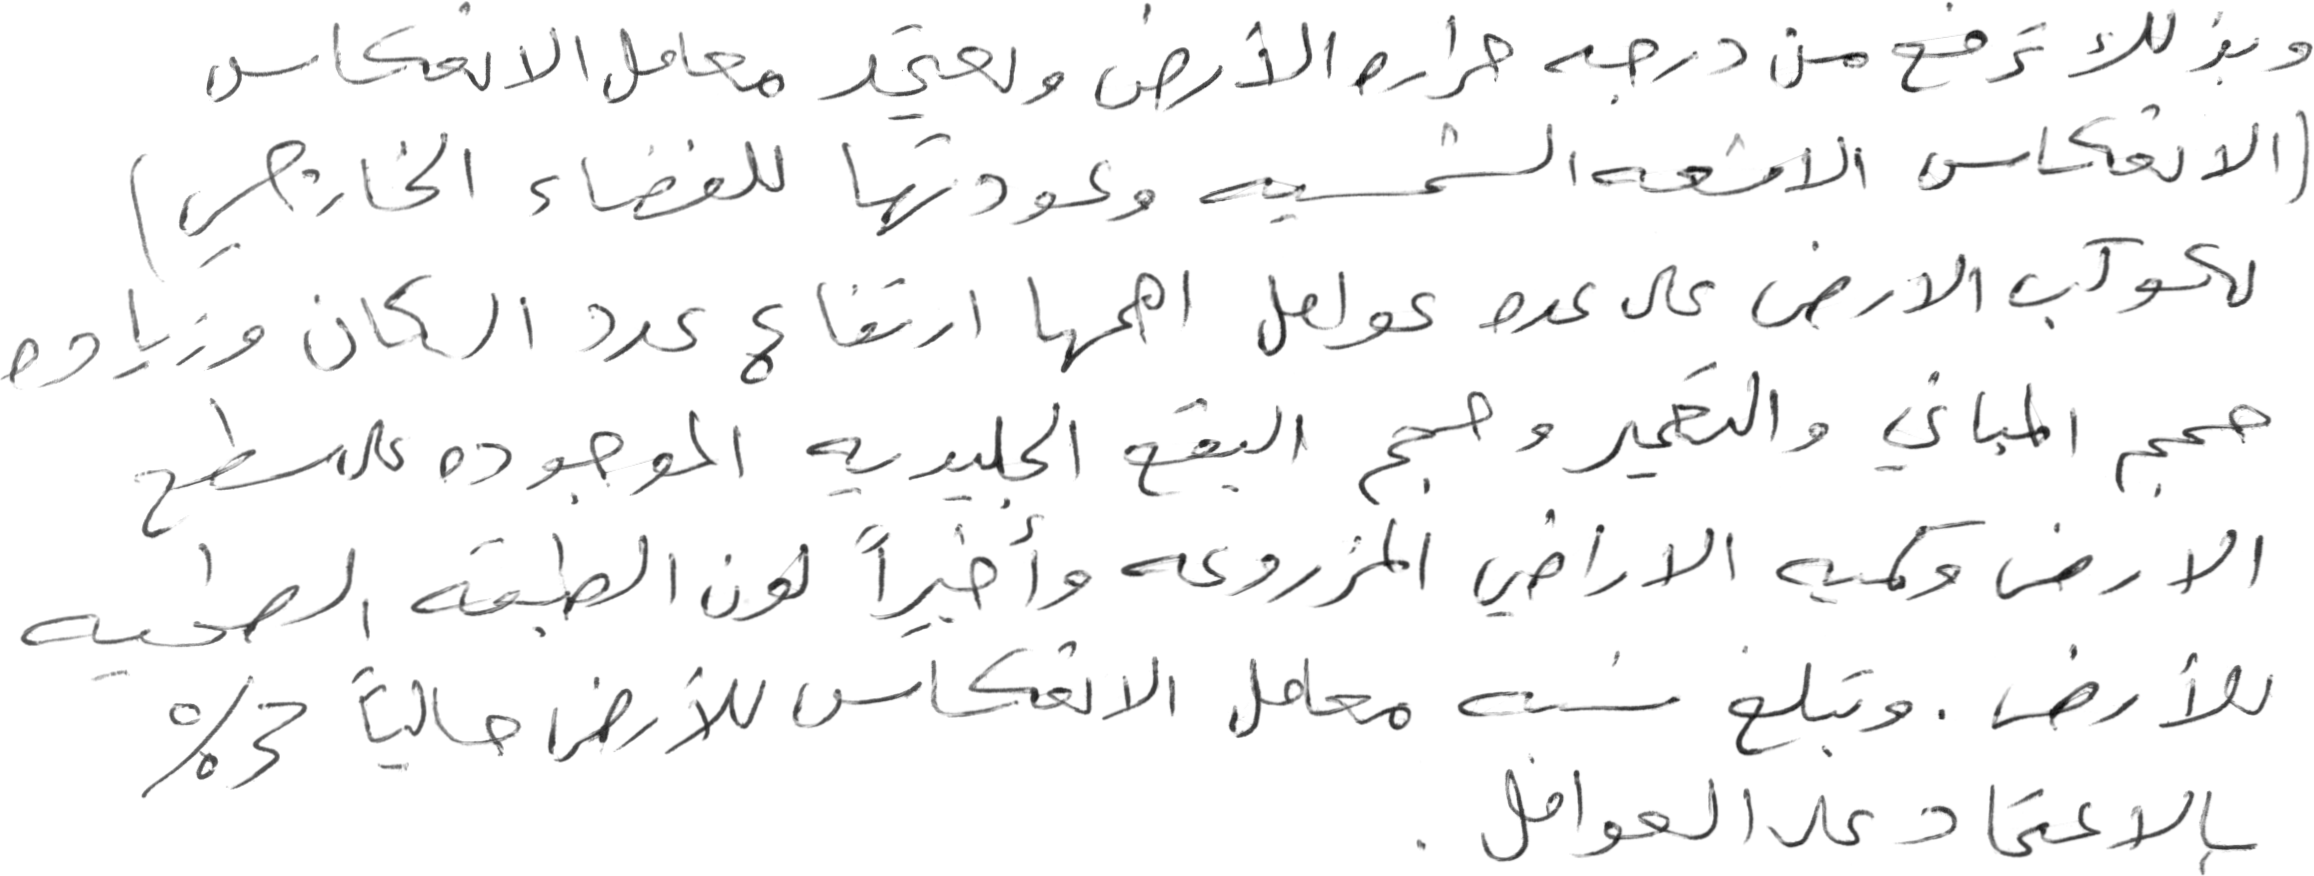 وبذلك ترفع من درجه حراره الأرض ويعتمد معامل الانعكاس
(الانعكاس الاشعه الشمسيه وعودتها للفضاء الخارجي)
لكوكب الارض على عده عوامل اهمها ارتفاع عدد السكان وزياده
حجم المباني والتعمير وحجم البقع الجليديه الموجوده على سطح
الارض وكميه الاراضي المزروعه وأخيراً لون الطبقه السطحيه
للأرض . وتبلغ نسبه معامل الانعكاس للأرض حالياً 3%
بالاعتماد على العوامل .